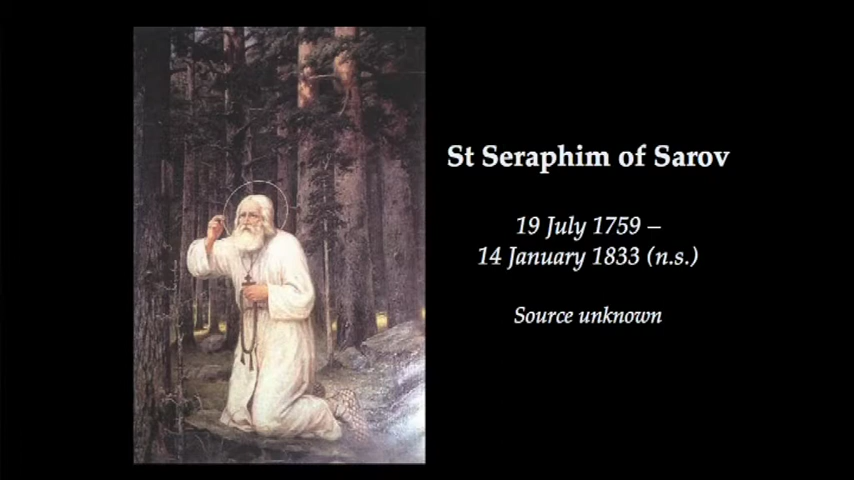 St Seraphim of Sarov
19 July 1759 –
14 January 1833 (n.s.)
Source unknown